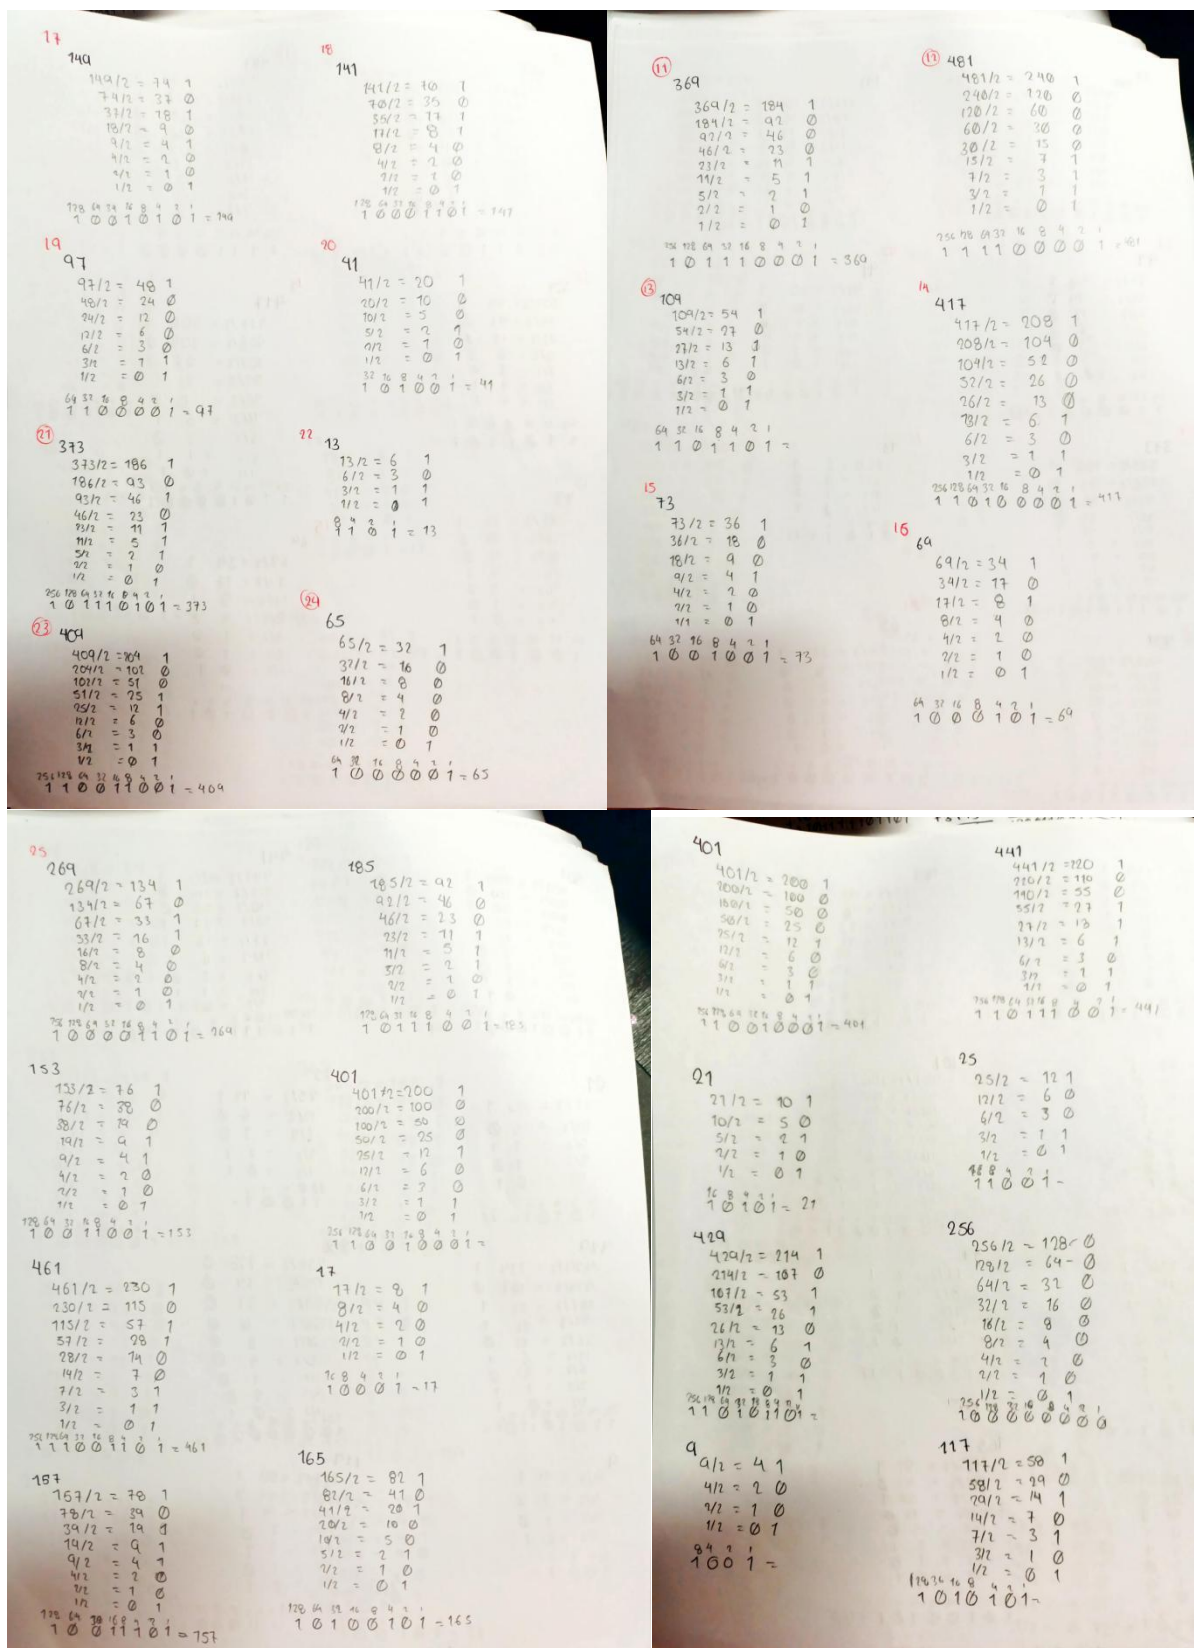 17
149
149/2 = 74 1
74/2 = 37 0
37/2 = 18 1
18/2 = 9 0
9/2 = 4 1
4/2 = 2 0
2/2 = 1 0
1/2 = 0 1
128 64 32 16 8 4 2 1
1 0 0 1 0 1 0 1 = 149
18
141
141/2 = 70 1
70/2 = 35 0
35/2 = 17 1
17/2 = 8 1
8/2 = 4 0
4/2 = 2 0
2/2 = 1 0
1/2 = 0 1
128 64 32 16 8 4 2 1
1 0 0 0 1 1 0 1 = 141
19
97
97/2 = 48 1
48/2 = 24 0
24/2 = 12 0
12/2 = 6 0
6/2 = 3 0
3/2 = 1 1
1/2 = 0 1
64 32 16 8 4 2 1
1 1 0 0 0 0 1 = 97
20
41
41/2 = 20 1
20/2 = 10 0
10/2 = 5 0
5/2 = 2 1
2/2 = 1 0
1/2 = 0 1
32 16 8 4 2 1
1 0 1 0 0 1 = 41
21
373
373/2 = 186 1
186/2 = 93 0
93/2 = 46 1
46/2 = 23 0
23/2 = 11 1
11/2 = 5 1
5/2 = 2 1
2/2 = 1 0
1/2 = 0 1
256 128 64 32 16 8 4 2 1
1 0 1 1 1 0 1 0 1 = 373
22
13
13/2 = 6 1
6/2 = 3 0
3/2 = 1 1
1/2 = 0 1
8 4 2 1
1 1 0 1 = 13
23
409
409/2 = 204 1
204/2 = 102 0
102/2 = 51 0
51/2 = 25 1
25/2 = 12 1
12/2 = 6 0
6/2 = 3 0
3/2 = 1 1
1/2 = 0 1
256 128 64 32 16 8 4 2 1
1 1 0 0 1 1 0 0 1 = 409
24
65
65/2 = 32 1
32/2 = 16 0
16/2 = 8 0
8/2 = 4 0
4/2 = 2 0
2/2 = 1 0
1/2 = 0 1
64 32 16 8 4 2 1
1 0 0 0 0 0 1 = 65
11
369
369/2 = 184 1
184/2 = 92 0
92/2 = 46 0
46/2 = 23 0
23/2 = 11 1
11/2 = 5 1
5/2 = 2 1
2/2 = 1 0
1/2 = 0 1
256 128 64 32 16 8 4 2 1
1 0 1 1 1 0 0 0 1 = 369
481
481/2 = 240 1
240/2 = 120 0
120/2 = 60 0
60/2 = 30 0
30/2 = 15 0
15/2 = 7 1
7/2 = 3 1
3/2 = 1 1
1/2 = 0 1
256 128 64 32 16 8 4 2 1
1 1 1 1 0 0 0 0 1 = 481
13
109
109/2 = 54 1
54/2 = 27 0
27/2 = 13 1
13/2 = 6 1
6/2 = 3 0
3/2 = 1 1
1/2 = 0 1
64 32 16 8 4 2 1
1 1 0 1 1 0 1 =
14
417
417/2 = 208 1
208/2 = 104 0
104/2 = 52 0
52/2 = 26 0
26/2 = 13 0
13/2 = 6 1
6/2 = 3 0
3/2 = 1 1
1/2 = 0 1
256 128 64 32 16 8 4 2 1
1 1 0 1 0 0 0 0 1 = 417
15
73
73/2 = 36 1
36/2 = 18 0
18/2 = 9 0
9/2 = 4 1
4/2 = 2 0
2/2 = 1 0
1/1 = 0 1
64 32 16 8 4 2 1
1 0 0 1 0 0 1 = 73
16
69
69/2 = 34 1
34/2 = 17 0
17/2 = 8 1
8/2 = 4 0
4/2 = 2 0
2/2 = 1 0
1/2 = 0 1
64 32 16 8 4 2 1
1 0 0 0 1 0 1 = 69
25
269
269/2 = 134 1
134/2 = 67 0
67/2 = 33 1
33/2 = 16 1
16/2 = 8 0
8/2 = 4 0
4/2 = 2 0
2/2 = 1 0
1/2 = 0 1
256 128 64 32 16 8 4 2 1
1 0 0 0 0 1 1 0 1 = 269
185
185/2 = 92 1
92/2 = 46 0
46/2 = 23 0
23/2 = 11 1
11/2 = 5 1
5/2 = 2 1
2/2 = 1 0
1/2 = 0 1
128 64 32 16 8 4 2 1
1 0 1 1 1 0 0 1 = 185
153
153/2 = 76 1
76/2 = 38 0
38/2 = 19 0
19/2 = 9 1
9/2 = 4 1
4/2 = 2 0
2/2 = 1 0
1/2 = 0 1
128 64 32 16 8 4 2 1
1 0 0 1 1 0 0 1 = 153
401
401/2 = 200 1
200/2 = 100 0
100/2 = 50 0
50/2 = 25 0
25/2 = 12 1
12/2 = 6 0
6/2 = 3 0
3/2 = 1 1
1/2 = 0 1
256 128 64 32 16 8 4 2 1
1 1 0 0 1 0 0 0 1 =
461
461/2 = 230 1
230/2 = 115 0
115/2 = 57 1
57/2 = 28 1
28/2 = 14 0
14/2 = 7 0
7/2 = 3 1
3/2 = 1 1
1/2 = 0 1
256 128 64 32 16 8 4 2 1
1 1 1 0 0 1 1 0 1 = 461
17
17/2 = 8 1
8/2 = 4 0
4/2 = 2 0
2/2 = 1 0
1/2 = 0 1
16 8 4 2 1
1 0 0 0 1 = 17
157
157/2 = 78 1
78/2 = 39 0
39/2 = 19 1
19/2 = 9 1
9/2 = 4 1
4/2 = 2 0
2/2 = 1 0
1/2 = 0 1
128 64 32 16 8 4 2 1
1 0 0 1 1 1 0 1 = 157
165
165/2 = 82 1
82/2 = 41 0
41/2 = 20 1
20/2 = 10 0
10/2 = 5 0
5/2 = 2 1
2/2 = 1 0
1/2 = 0 1
128 64 32 16 8 4 2 1
1 0 1 0 0 1 0 1 = 165
401
401/2 = 200 1
200/2 = 100 0
100/2 = 50 0
50/2 = 25 0
25/2 = 12 1
12/2 = 6 0
6/2 = 3 0
3/2 = 1 1
1/2 = 0 1
256 128 64 32 16 8 4 2 1
1 1 0 0 1 0 0 0 1 = 401
441
441/2 = 220 1
220/2 = 110 0
110/2 = 55 0
55/2 = 27 1
27/2 = 13 1
13/2 = 6 1
6/2 = 3 0
3/2 = 1 1
1/2 = 0 1
256 128 64 32 16 8 4 2 1
1 1 0 1 1 1 0 0 1 = 441
21
21/2 = 10 1
10/2 = 5 0
5/2 = 2 1
2/2 = 1 0
1/2 = 0 1
16 8 4 2 1
1 0 1 0 1 = 21
25
25/2 = 12 1
12/2 = 6 0
6/2 = 3 0
3/2 = 1 1
1/2 = 0 1
16 8 4 2 1
1 1 0 0 1 =
429
429/2 = 214 1
214/2 = 107 0
107/2 = 53 1
53/2 = 26 1
26/2 = 13 0
13/2 = 6 1
6/2 = 3 0
3/2 = 1 1
1/2 = 0 1
256 128 64 32 16 8 4 2 1
1 1 0 1 0 1 1 0 1 =
256
256/2 = 128 - 0
128/2 = 64 - 0
64/2 = 32 0
32/2 = 16 0
16/2 = 8 0
8/2 = 4 0
4/2 = 2 0
2/2 = 1 0
1/2 = 0 1
256 128 32 16 8 4 2 1
1 0 0 0 0 0 0 0 0
9
9/2 = 4 1
4/2 = 2 0
2/2 = 1 0
1/2 = 0 1
8 4 2 1
1 0 0 1 =
117
117/2 = 58 1
58/2 = 29 0
29/2 = 14 1
14/2 = 7 0
7/2 = 3 1
3/2 = 1 0
1/2 = 0 1
128 36 16 8 4 2 1
1 0 1 0 1 0 1 =